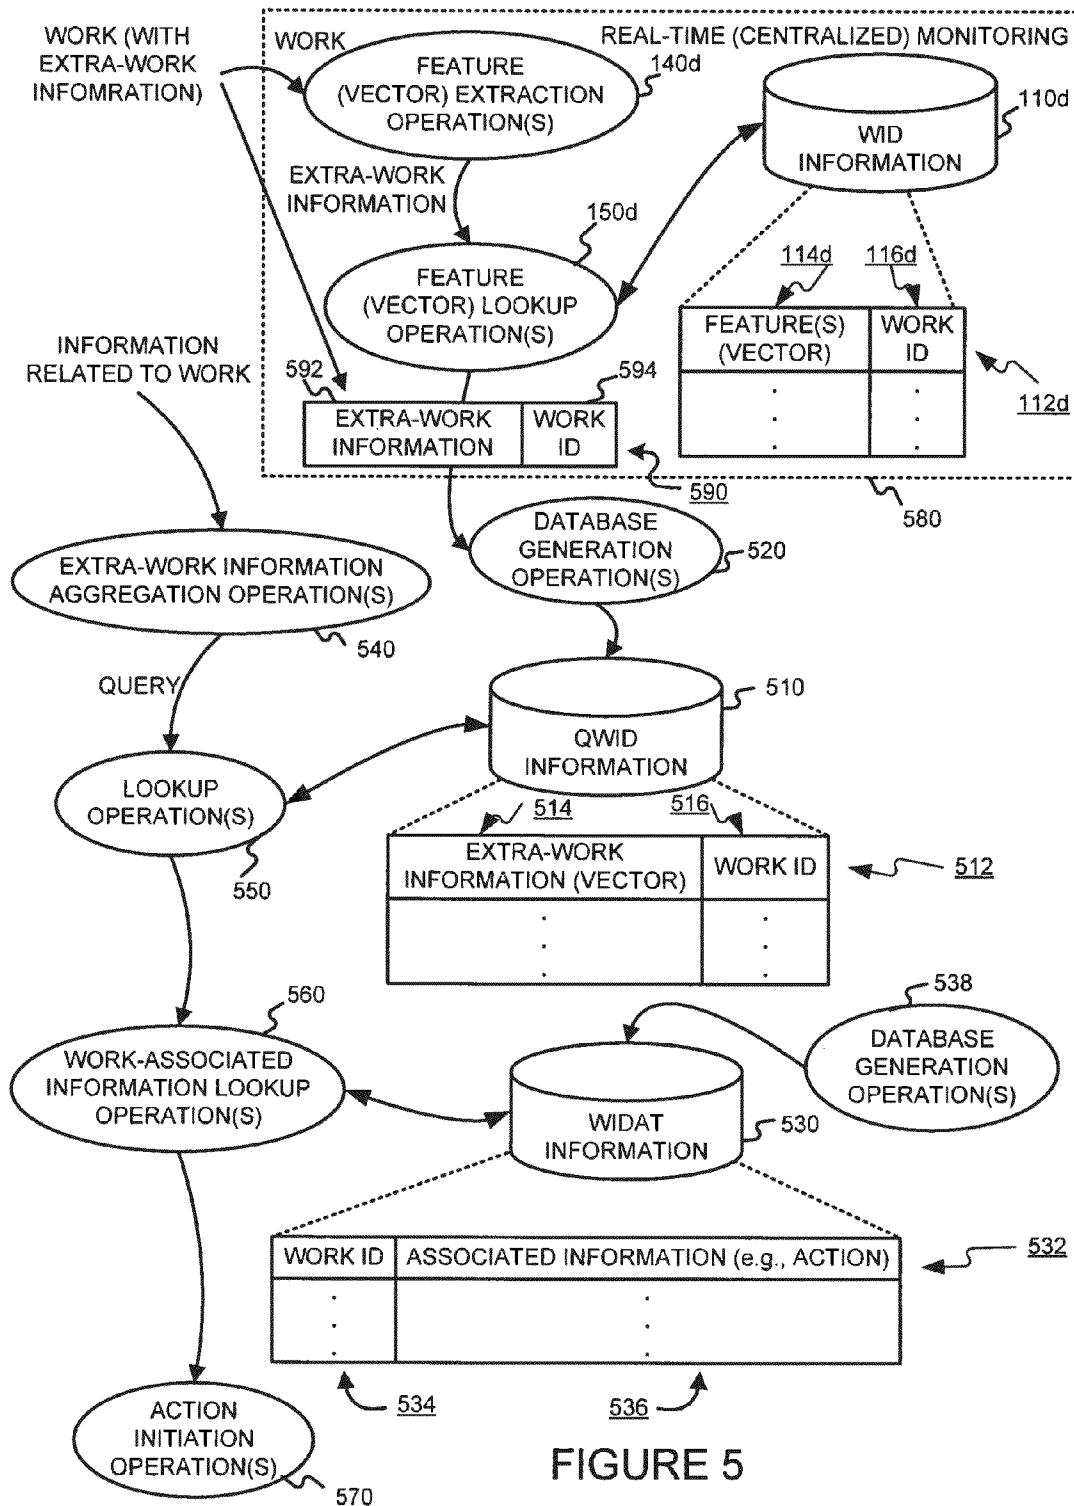 WORK (WITH
EXTRA-WORK
INFOMRATION)
WORK
REAL-TIME (CENTRALIZED) MONITORING
FEATURE
(VECTOR) EXTRACTION
OPERATION(S)
140d
WID
INFORMATION
110d
EXTRA-WORK
INFORMATION
150d
FEATURE
(VECTOR) LOOKUP
OPERATION(S)
114d
116d
FEATURE(S)
(VECTOR)
WORK
ID
112d
INFORMATION
RELATED TO WORK
592
594
EXTRA-WORK
INFORMATION
WORK
ID
590
580
DATABASE
GENERATION
OPERATION(S)
520
EXTRA-WORK INFORMATION
AGGREGATION OPERATION(S)
540
QUERY
510
QWID
INFORMATION
LOOKUP
OPERATION(S)
550
514
516
EXTRA-WORK
INFORMATION (VECTOR)
WORK ID
512
560
538
WORK-ASSOCIATED
INFORMATION LOOKUP
OPERATION(S)
DATABASE
GENERATION
OPERATION(S)
WIDAT
INFORMATION
530
WORK ID
ASSOCIATED INFORMATION (e.g., ACTION)
532
534
536
ACTION
INITIATION
OPERATION(S)
570
FIGURE 5